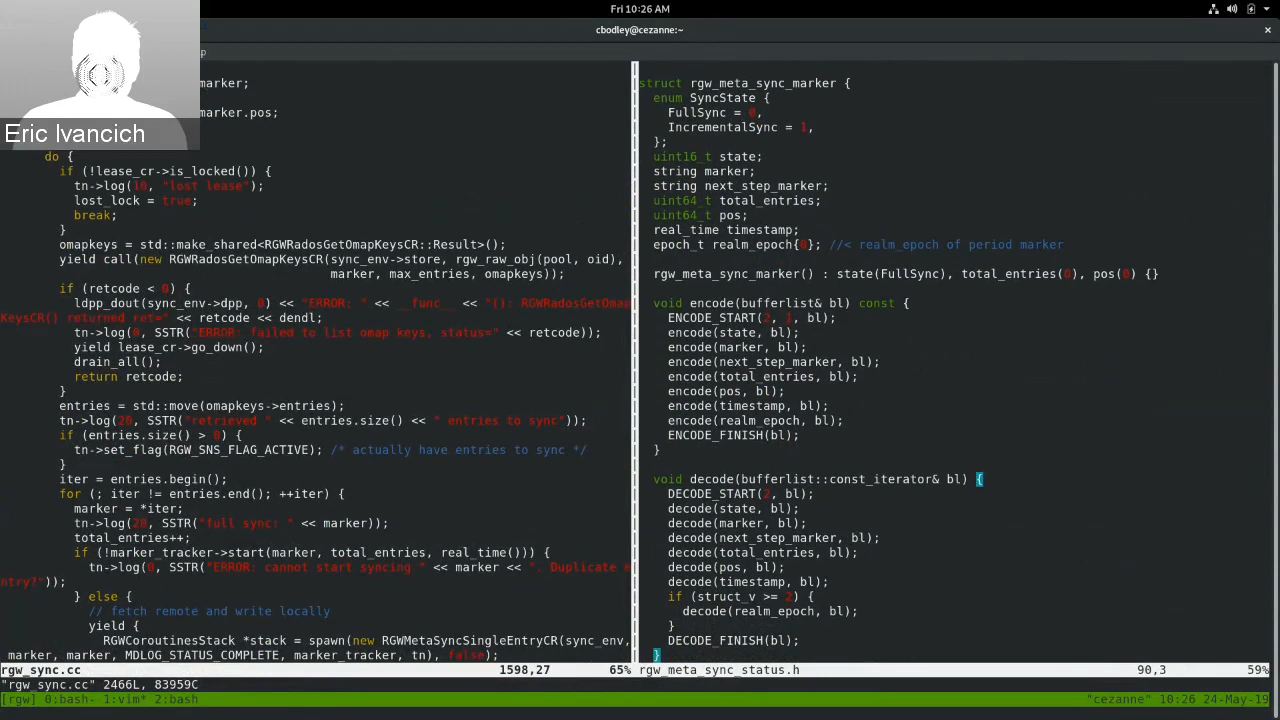 Fri 10:26 AM
cbodley@cezanne:~
×
p
Eric Ivancich
marker;
marker.pos;
do {
if (!lease_cr->is_locked()) {
tn->log(10, "lost lease");
lost_lock = true;
break;
}
omapkeys = std::make_shared<RGWRadosGetOmapKeysCR::Result>();
yield call(new RGWRadosGetOmapKeysCR(sync_env->store, rgw_raw_obj(pool, oid),
marker, max_entries, omapkeys));
if (retcode < 0) {
ldpp_dout(sync_env->dpp, 0) << "ERROR: " << __func__ << "(): RGWRadosGetOmap
KeysCR() returned ret=" << retcode << dendl;
tn->log(0, SSTR("ERROR: failed to list omap keys, status=" << retcode));
yield lease_cr->go_down();
drain_all();
return retcode;
}
entries = std::move(omapkeys->entries);
tn->log(20, SSTR("retrieved " << entries.size() << " entries to sync"));
if (entries.size() > 0) {
tn->set_flag(RGW_SNS_FLAG_ACTIVE); /* actually have entries to sync */
}
iter = entries.begin();
for (; iter != entries.end(); ++iter) {
marker = *iter;
tn->log(20, SSTR("full sync: " << marker));
total_entries++;
if (!marker_tracker->start(marker, total_entries, real_time())) {
tn->log(0, SSTR("ERROR: cannot start syncing " << marker << ". Duplicate e
ntry?"));
} else {
// fetch remote and write locally
yield {
RGWCoroutinesStack *stack = spawn(new RGWMetaSyncSingleEntryCR(sync_env,
marker, marker, MDLOG_STATUS_COMPLETE, marker_tracker, tn), false);
struct rgw_meta_sync_marker {
enum SyncState {
FullSync = 0,
IncrementalSync = 1,
};
uint16_t state;
string marker;
string next_step_marker;
uint64_t total_entries;
uint64_t pos;
real_time timestamp;
epoch_t realm_epoch{0}; //< realm_epoch of period marker
rgw_meta_sync_marker() : state(FullSync), total_entries(0), pos(0) {}
void encode(bufferlist& bl) const {
ENCODE_START(2, 1, bl);
encode(state, bl);
encode(marker, bl);
encode(next_step_marker, bl);
encode(total_entries, bl);
encode(pos, bl);
encode(timestamp, bl);
encode(realm_epoch, bl);
ENCODE_FINISH(bl);
}
void decode(bufferlist::const_iterator& bl) {
DECODE_START(2, bl);
decode(state, bl);
decode(marker, bl);
decode(next_step_marker, bl);
decode(total_entries, bl);
decode(pos, bl);
decode(timestamp, bl);
if (struct_v >= 2) {
decode(realm_epoch, bl);
}
DECODE_FINISH(bl);
}
rgw_sync.cc 1598,27 65%
rgw_meta_sync_status.h 90,3 59%
"rgw_sync.cc" 2466L, 83959C
[rgw] 0:bash- 1:vim* 2:bash "cezanne" 10:26 24-May-19